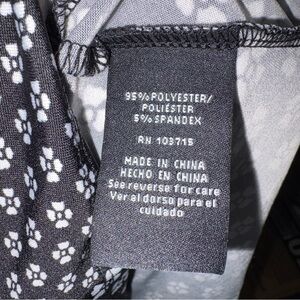 95% POLYESTER/
POLIÉSTER
5% SPANDEX
RN 103715
MADE IN CHINA
HECHO EN CHINA
See reverse for care
Ver al dorso para el
cuidado